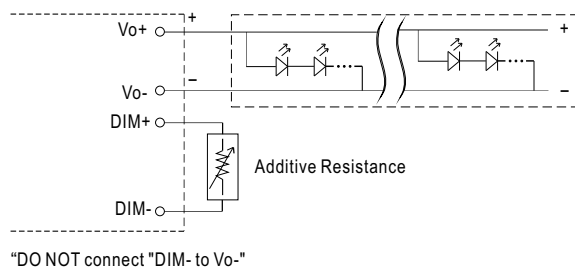 Vo+ + +
Vo- − −
DIM+
Additive Resistance
DIM-
“DO NOT connect "DIM- to Vo-"